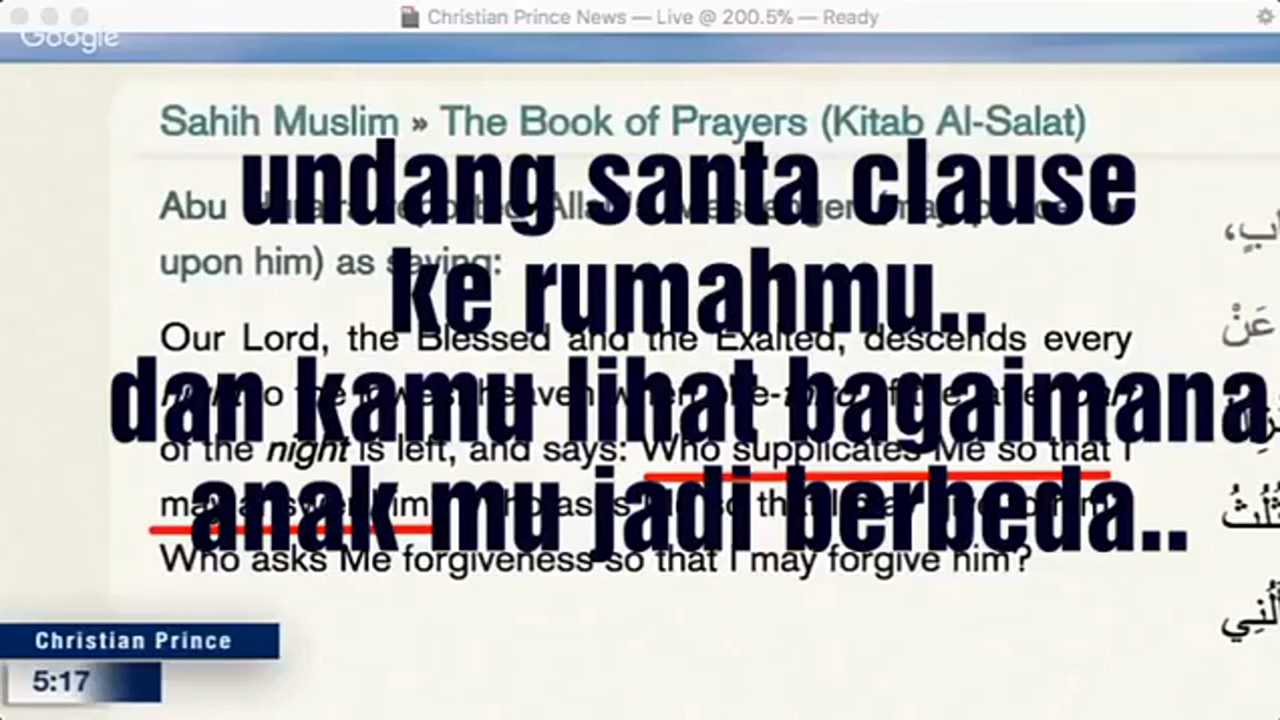 Christian Prince News — Live @ 200.5% — Ready
Google
Sahih Muslim » The Book of Prayers (Kitab Al-Salat)
undang santa clause
ke rumahmu..
dan kamu lihat bagaimana
anak mu jadi berbeda..
Abu
upon him) as saying:
Our Lord, the Blessed and the Exalted, descends every
of the night is left, and says: Who supplicates Me so that I
Who asks Me forgiveness so that I may forgive him?
عَنْ
Christian Prince
5:17